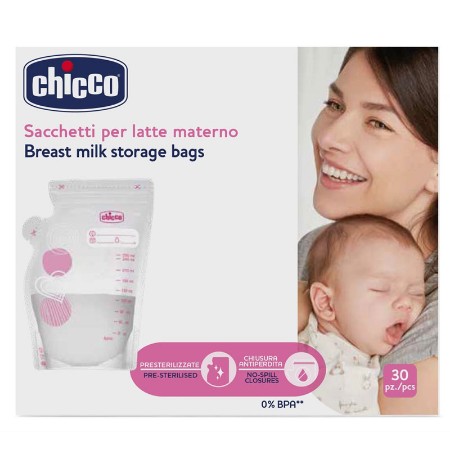 chicco
Sacchetti per latte materno
Breast milk storage bags
chicco
PRESTERILIZZATE
PRE-STERILISED
CHIUSURA
ANTIPERDITA
NO-SPILL
CLOSURES
30
pz./pcs
0% BPA**